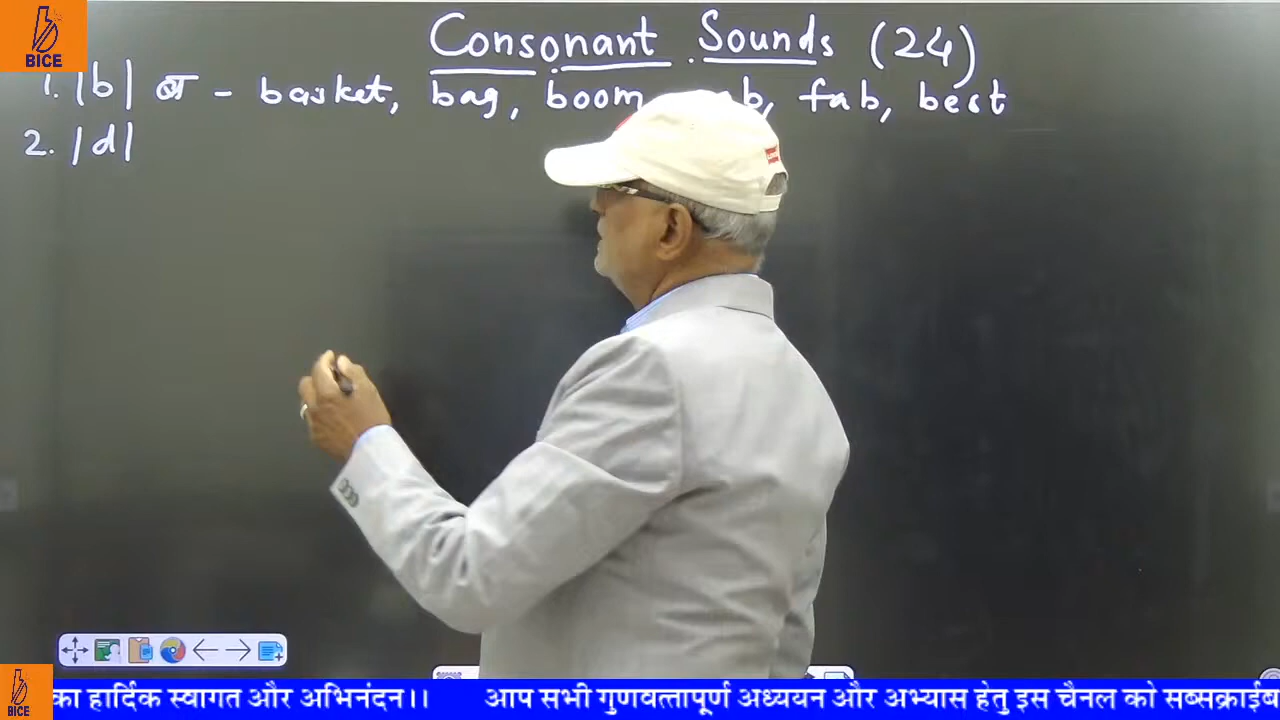 BICE
Consonant Sounds (24)
1. |b| ब - basket, bag, boom, fab, best
2. |d|
BICE
का हार्दिक स्वागत और अभिनंदन।। आप सभी गुणवत्तापूर्ण अध्ययन और अभ्यास हेतु इस चैनल को सब्सक्राईब